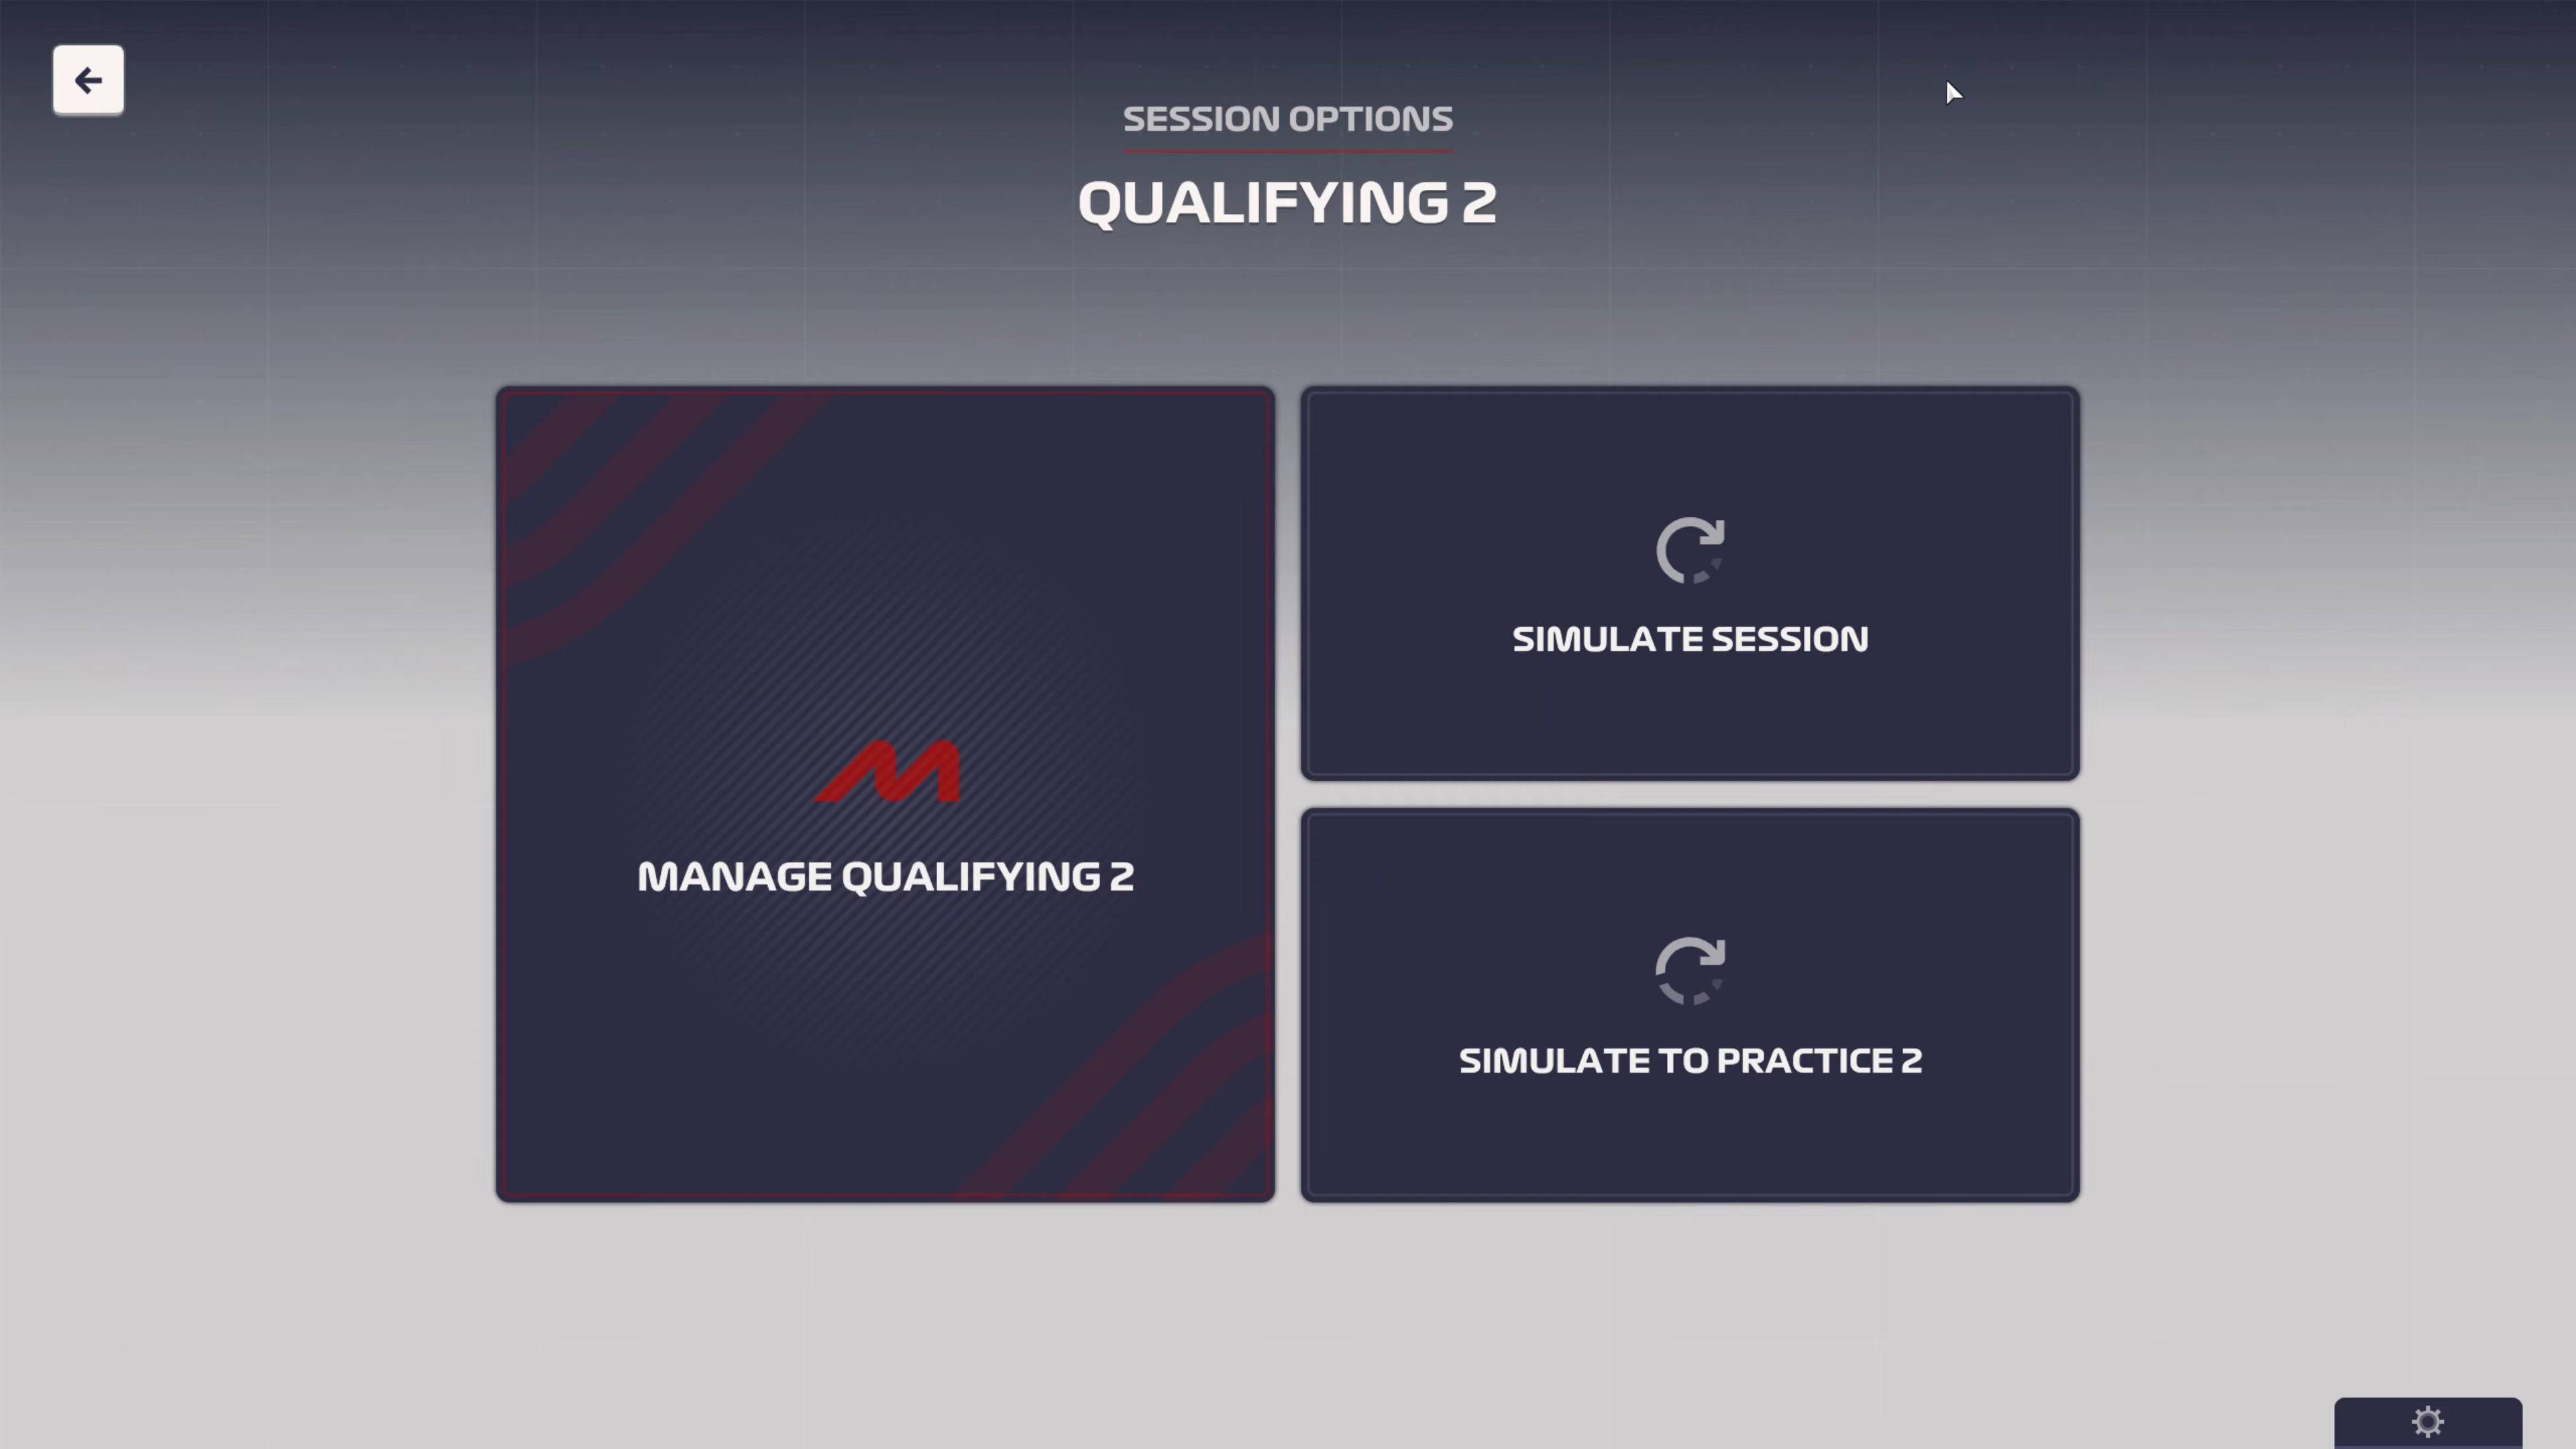 SESSION OPTIONS
QUALIFYING 2
MANAGE QUALIFYING 2
SIMULATE SESSION
SIMULATE TO PRACTICE 2